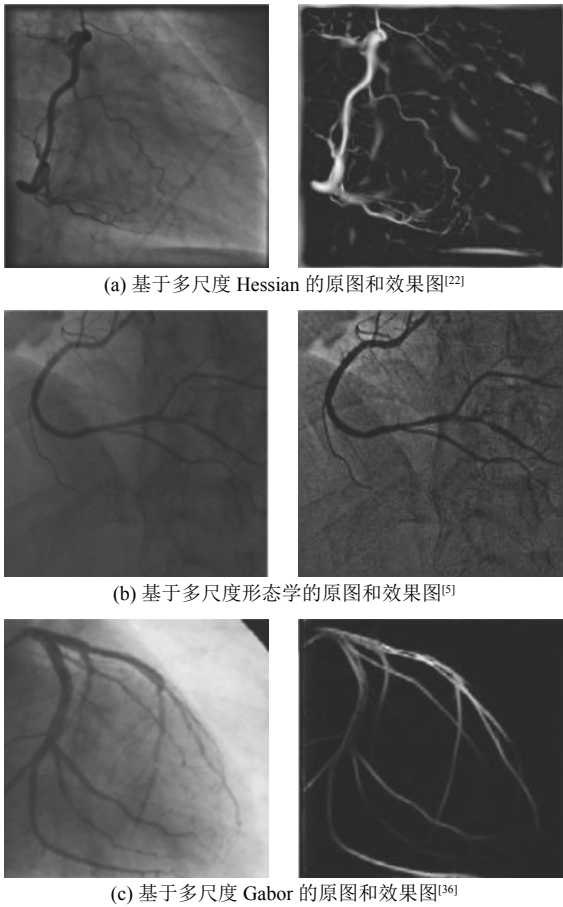 (a) 基于多尺度 Hessian 的原图和效果图[22]
(b) 基于多尺度形态学的原图和效果图[5]
(c) 基于多尺度 Gabor 的原图和效果图[36]